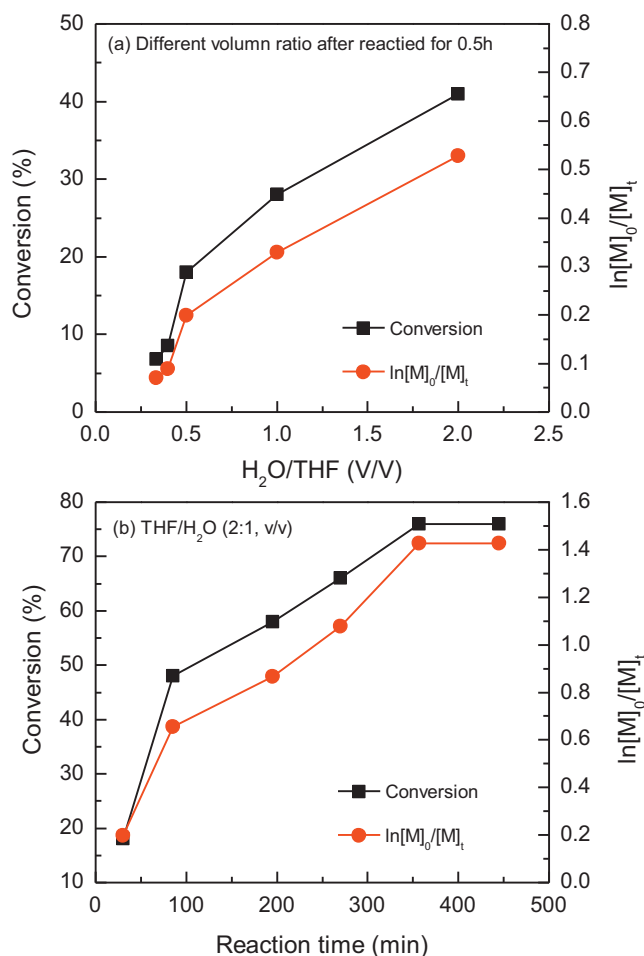 (a) Different volumn ratio after reactied for 0.5h
Conversion (%)
50
40
30
20
10
0
0.8
0.7
0.6
0.5
0.4
0.3
0.2
0.1
0.0
ln[M]₀/[M]ₜ
Conversion
ln[M]₀/[M]ₜ
0.0 0.5 1.0 1.5 2.0 2.5
H₂O/THF (V/V)
(b) THF/H₂O (2:1, v/v)
Conversion (%)
80
70
60
50
40
30
20
10
1.6
1.4
1.2
1.0
0.8
0.6
0.4
0.2
0.0
ln[M]₀/[M]ₜ
Conversion
ln[M]₀/[M]ₜ
0 100 200 300 400 500
Reaction time (min)